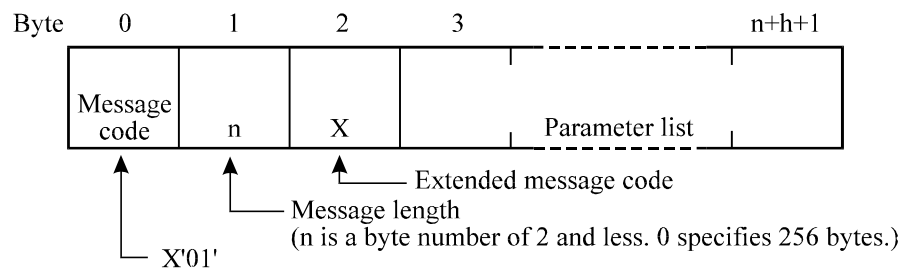 Byte 0 1 2 3 n+h+1
Message code n X Parameter list
Extended message code
Message length
(n is a byte number of 2 and less. 0 specifies 256 bytes.)
X'01'